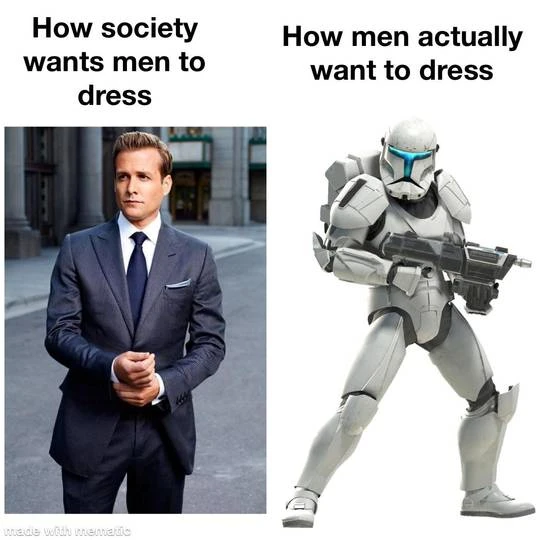 How society
wants men to
dress
How men actually
want to dress
made with mematic